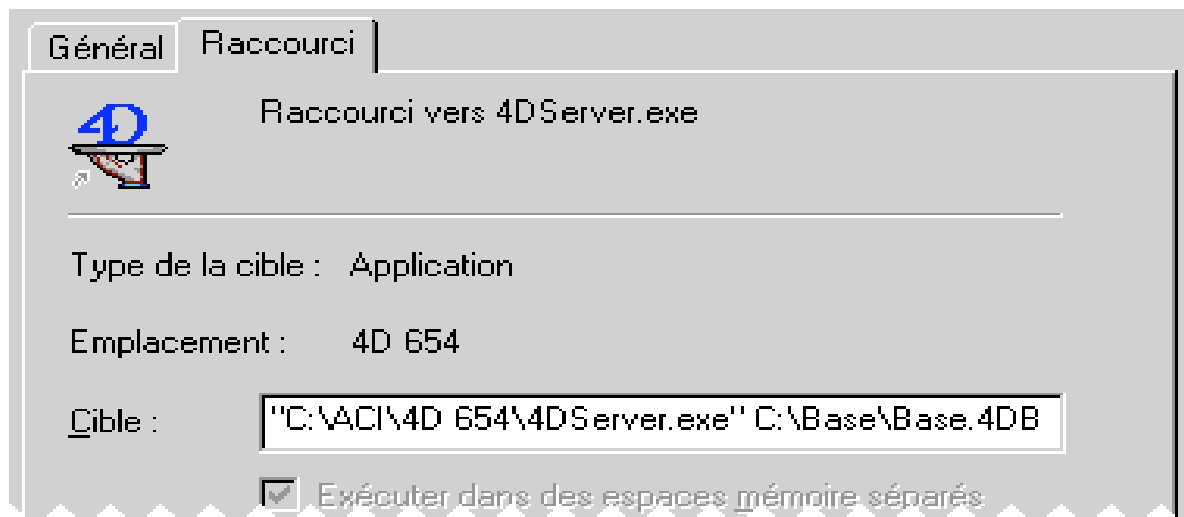 Général Raccourci
4D
Raccourci vers 4DServer.exe
Type de la cible : Application
Emplacement : 4D 654
Cible : "C:\ACI\4D 654\4DServer.exe" C:\Base\Base.4DB
Exécuter dans des espaces mémoire séparés